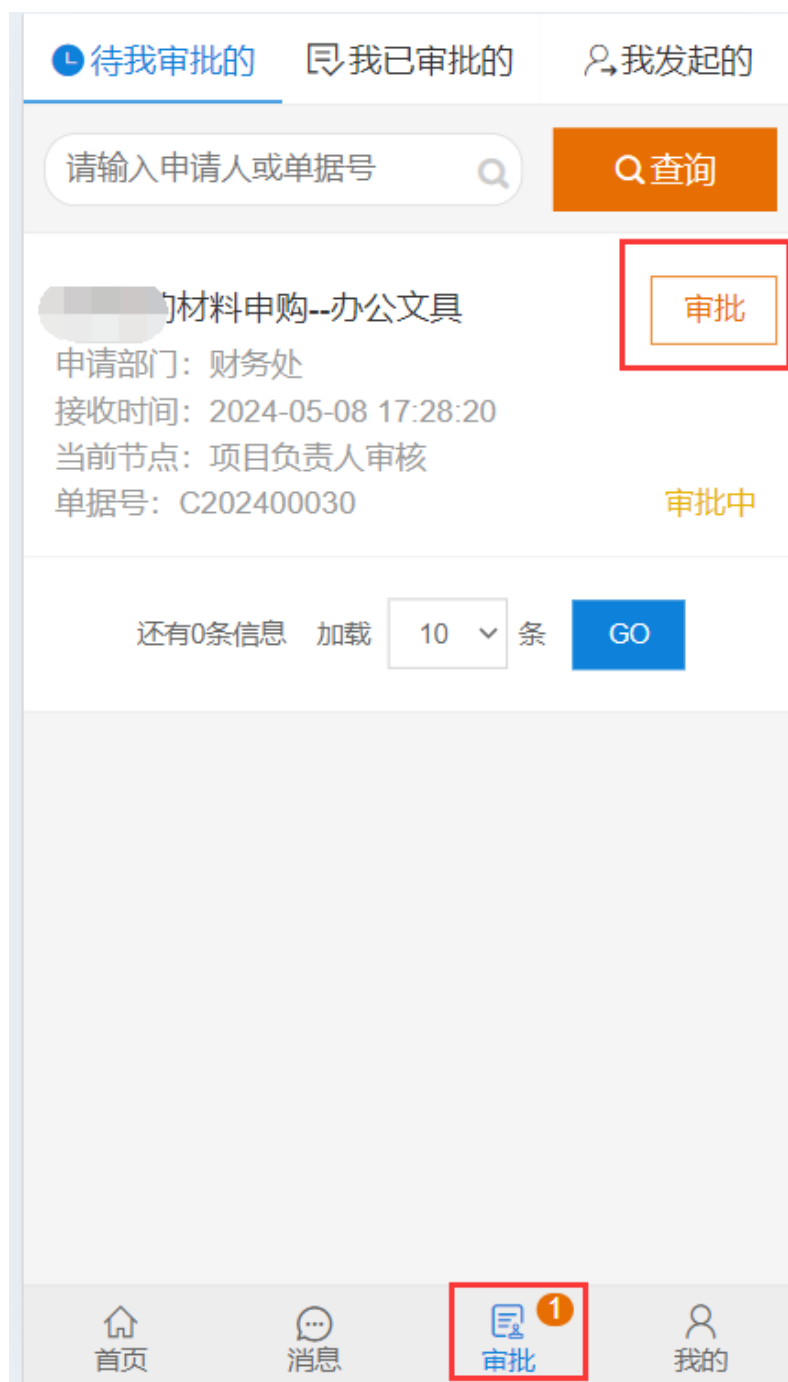 待我审批的 我已审批的 我发起的
请输入申请人或单据号 查询
材料申购--办公文具 审批
申请部门：财务处
接收时间：2024-05-08 17:28:20
当前节点：项目负责人审核
单据号：C202400030 审批中
还有0条信息 加载 10 条 GO
1
首页 消息 审批 我的